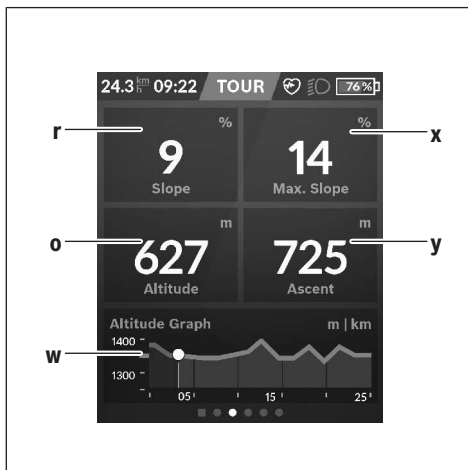 24.3 km/h 09:22 TOUR 76 %
r % % x
9 14
Slope Max. Slope
o m m y
627 725
Altitude Ascent
Altitude Graph m | km
w 1400
1300
05 15 25